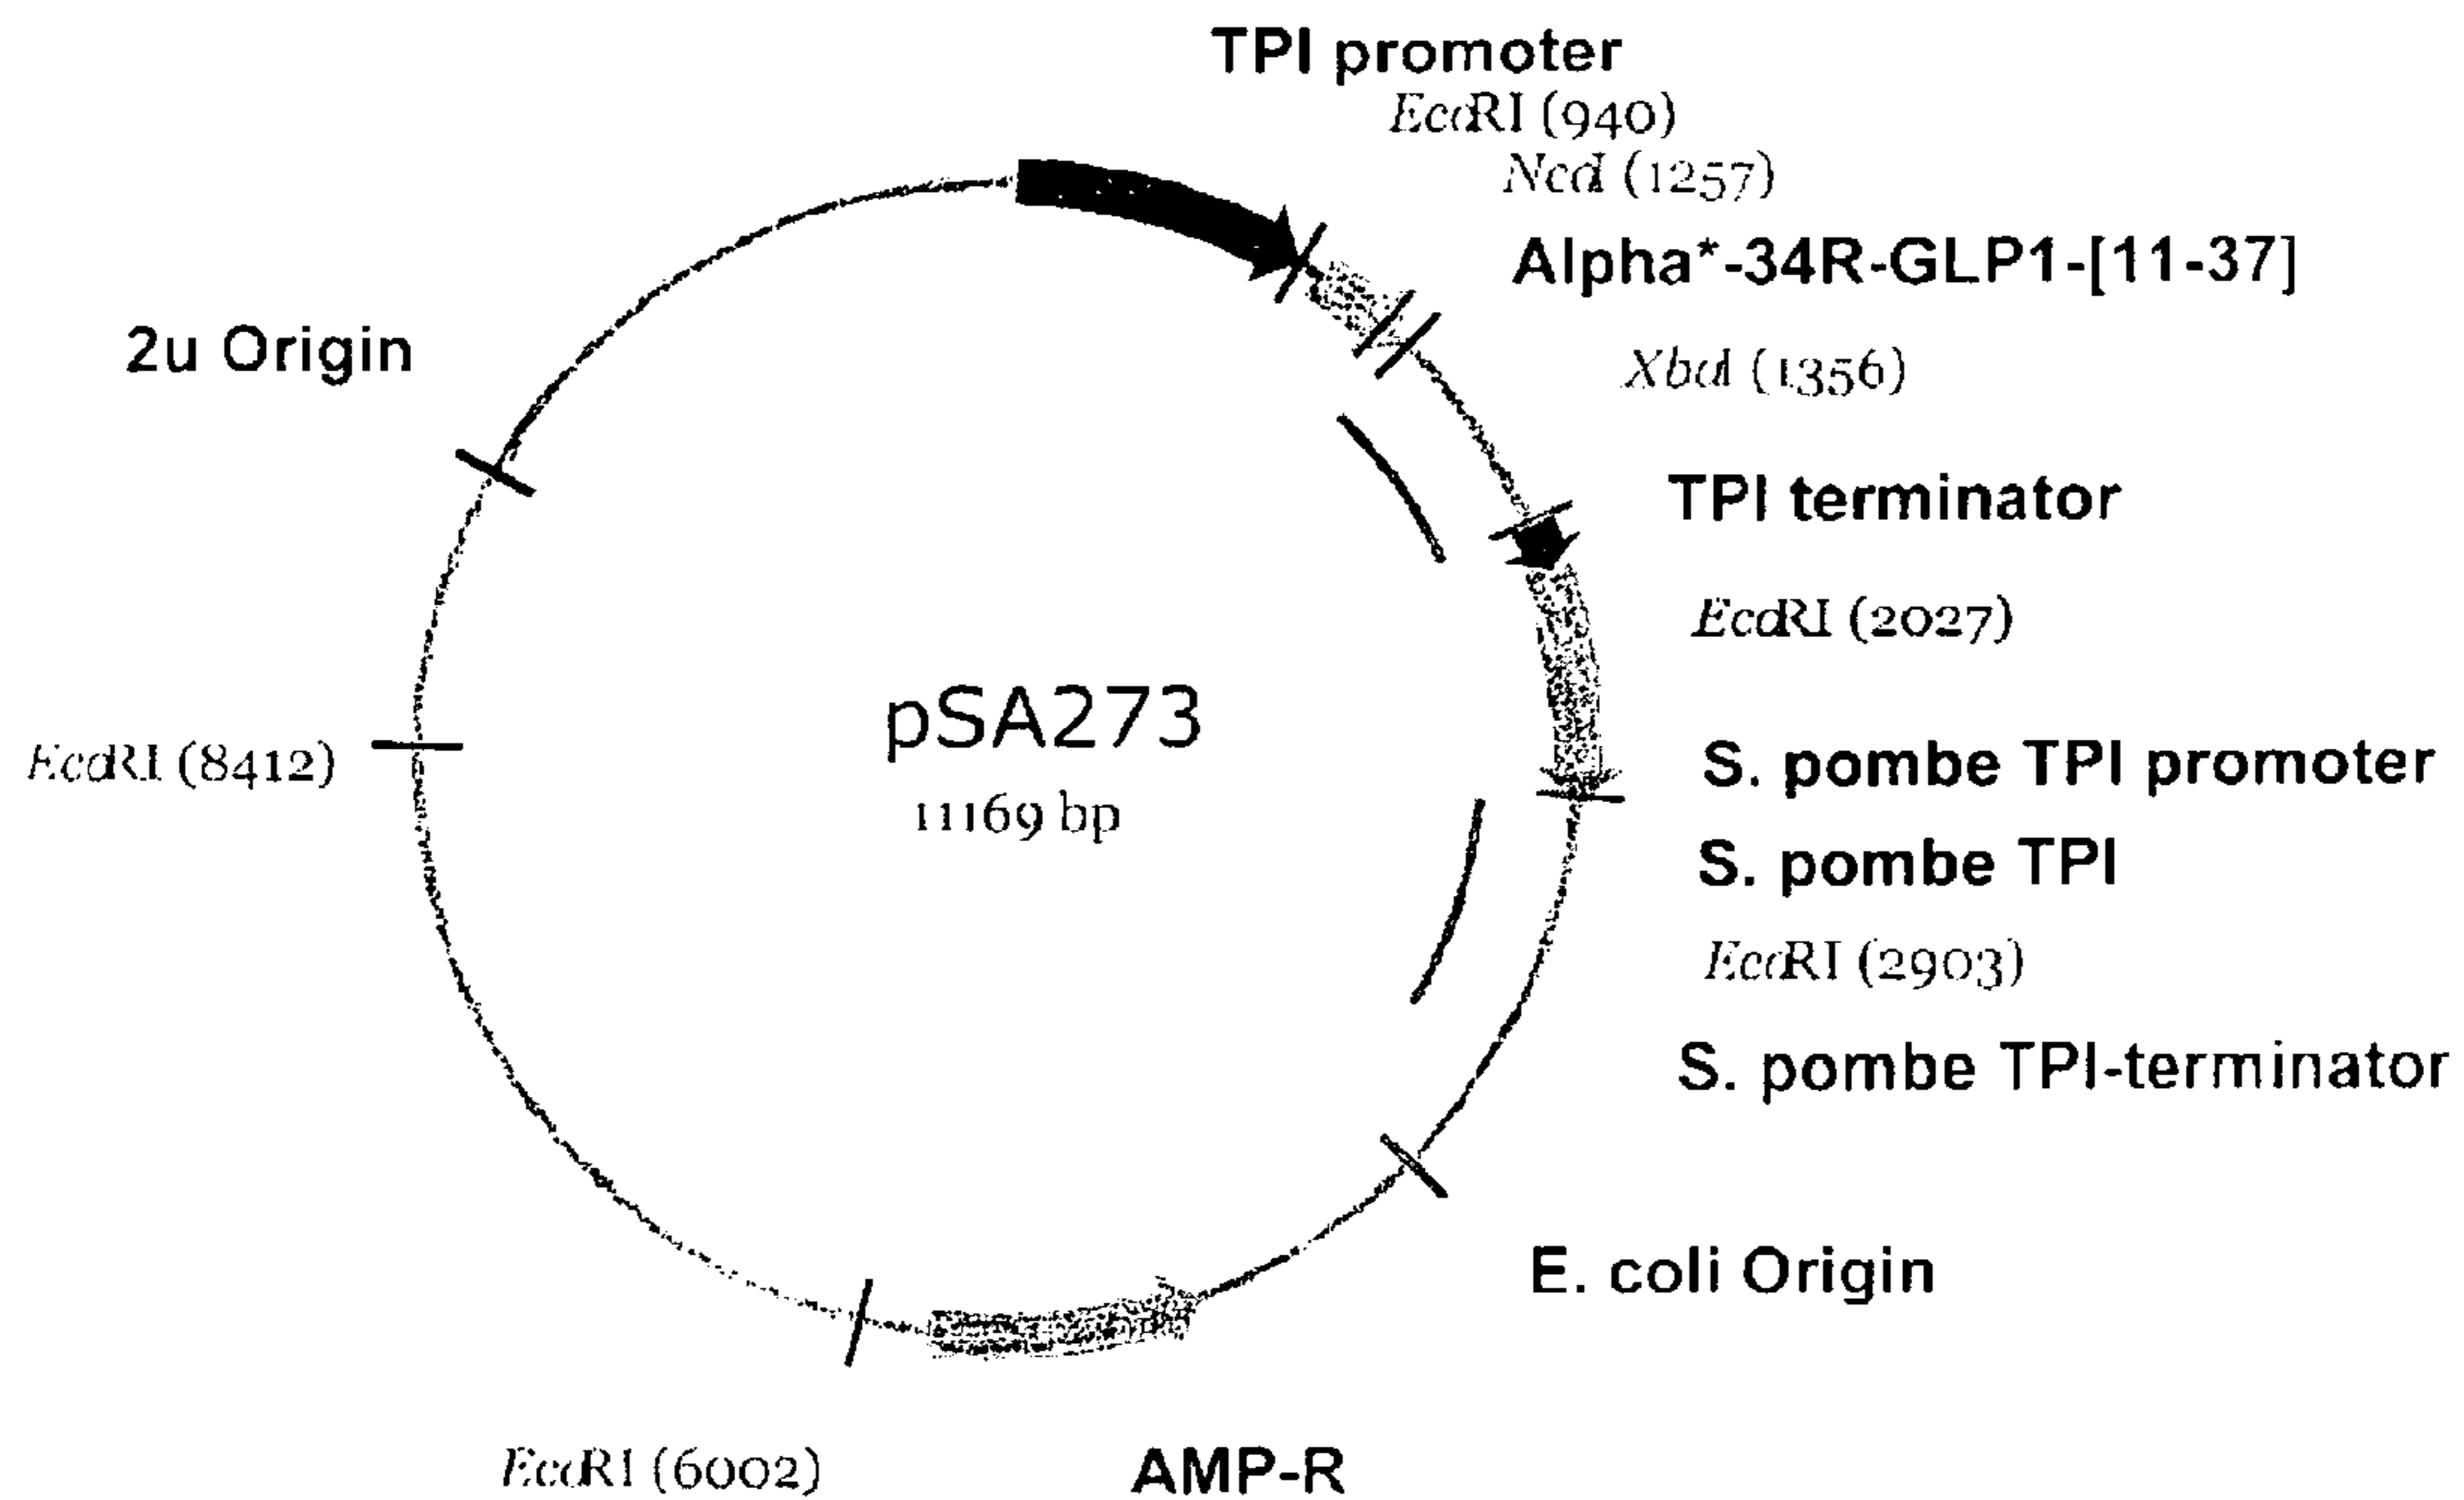 TPI promoter
EcoRI (940)
NcoI (1257)
Alpha*-34R-GLP1-[11-37]
2u Origin
XbaI (1356)
TPI terminator
EcoRI (2027)
pSA273
11169 bp
EcoRI (8412)
S. pombe TPI promoter
S. pombe TPI
EcoRI (2903)
S. pombe TPI-terminator
E. coli Origin
EcoRI (6002)
AMP-R